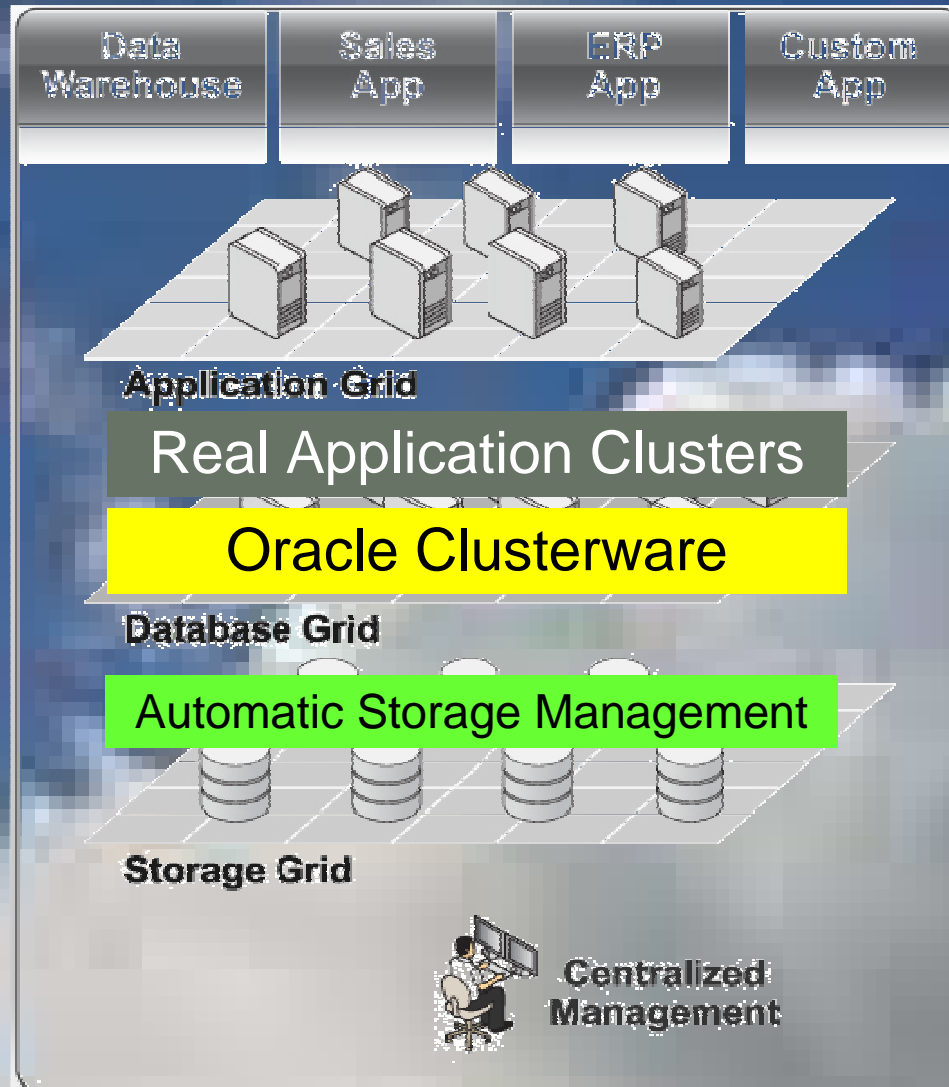 Data
Warehouse
Sales
App
ERP
App
Custom
App
Application Grid
Real Application Clusters
Oracle Clusterware
Database Grid
Automatic Storage Management
Storage Grid
Centralized
Management